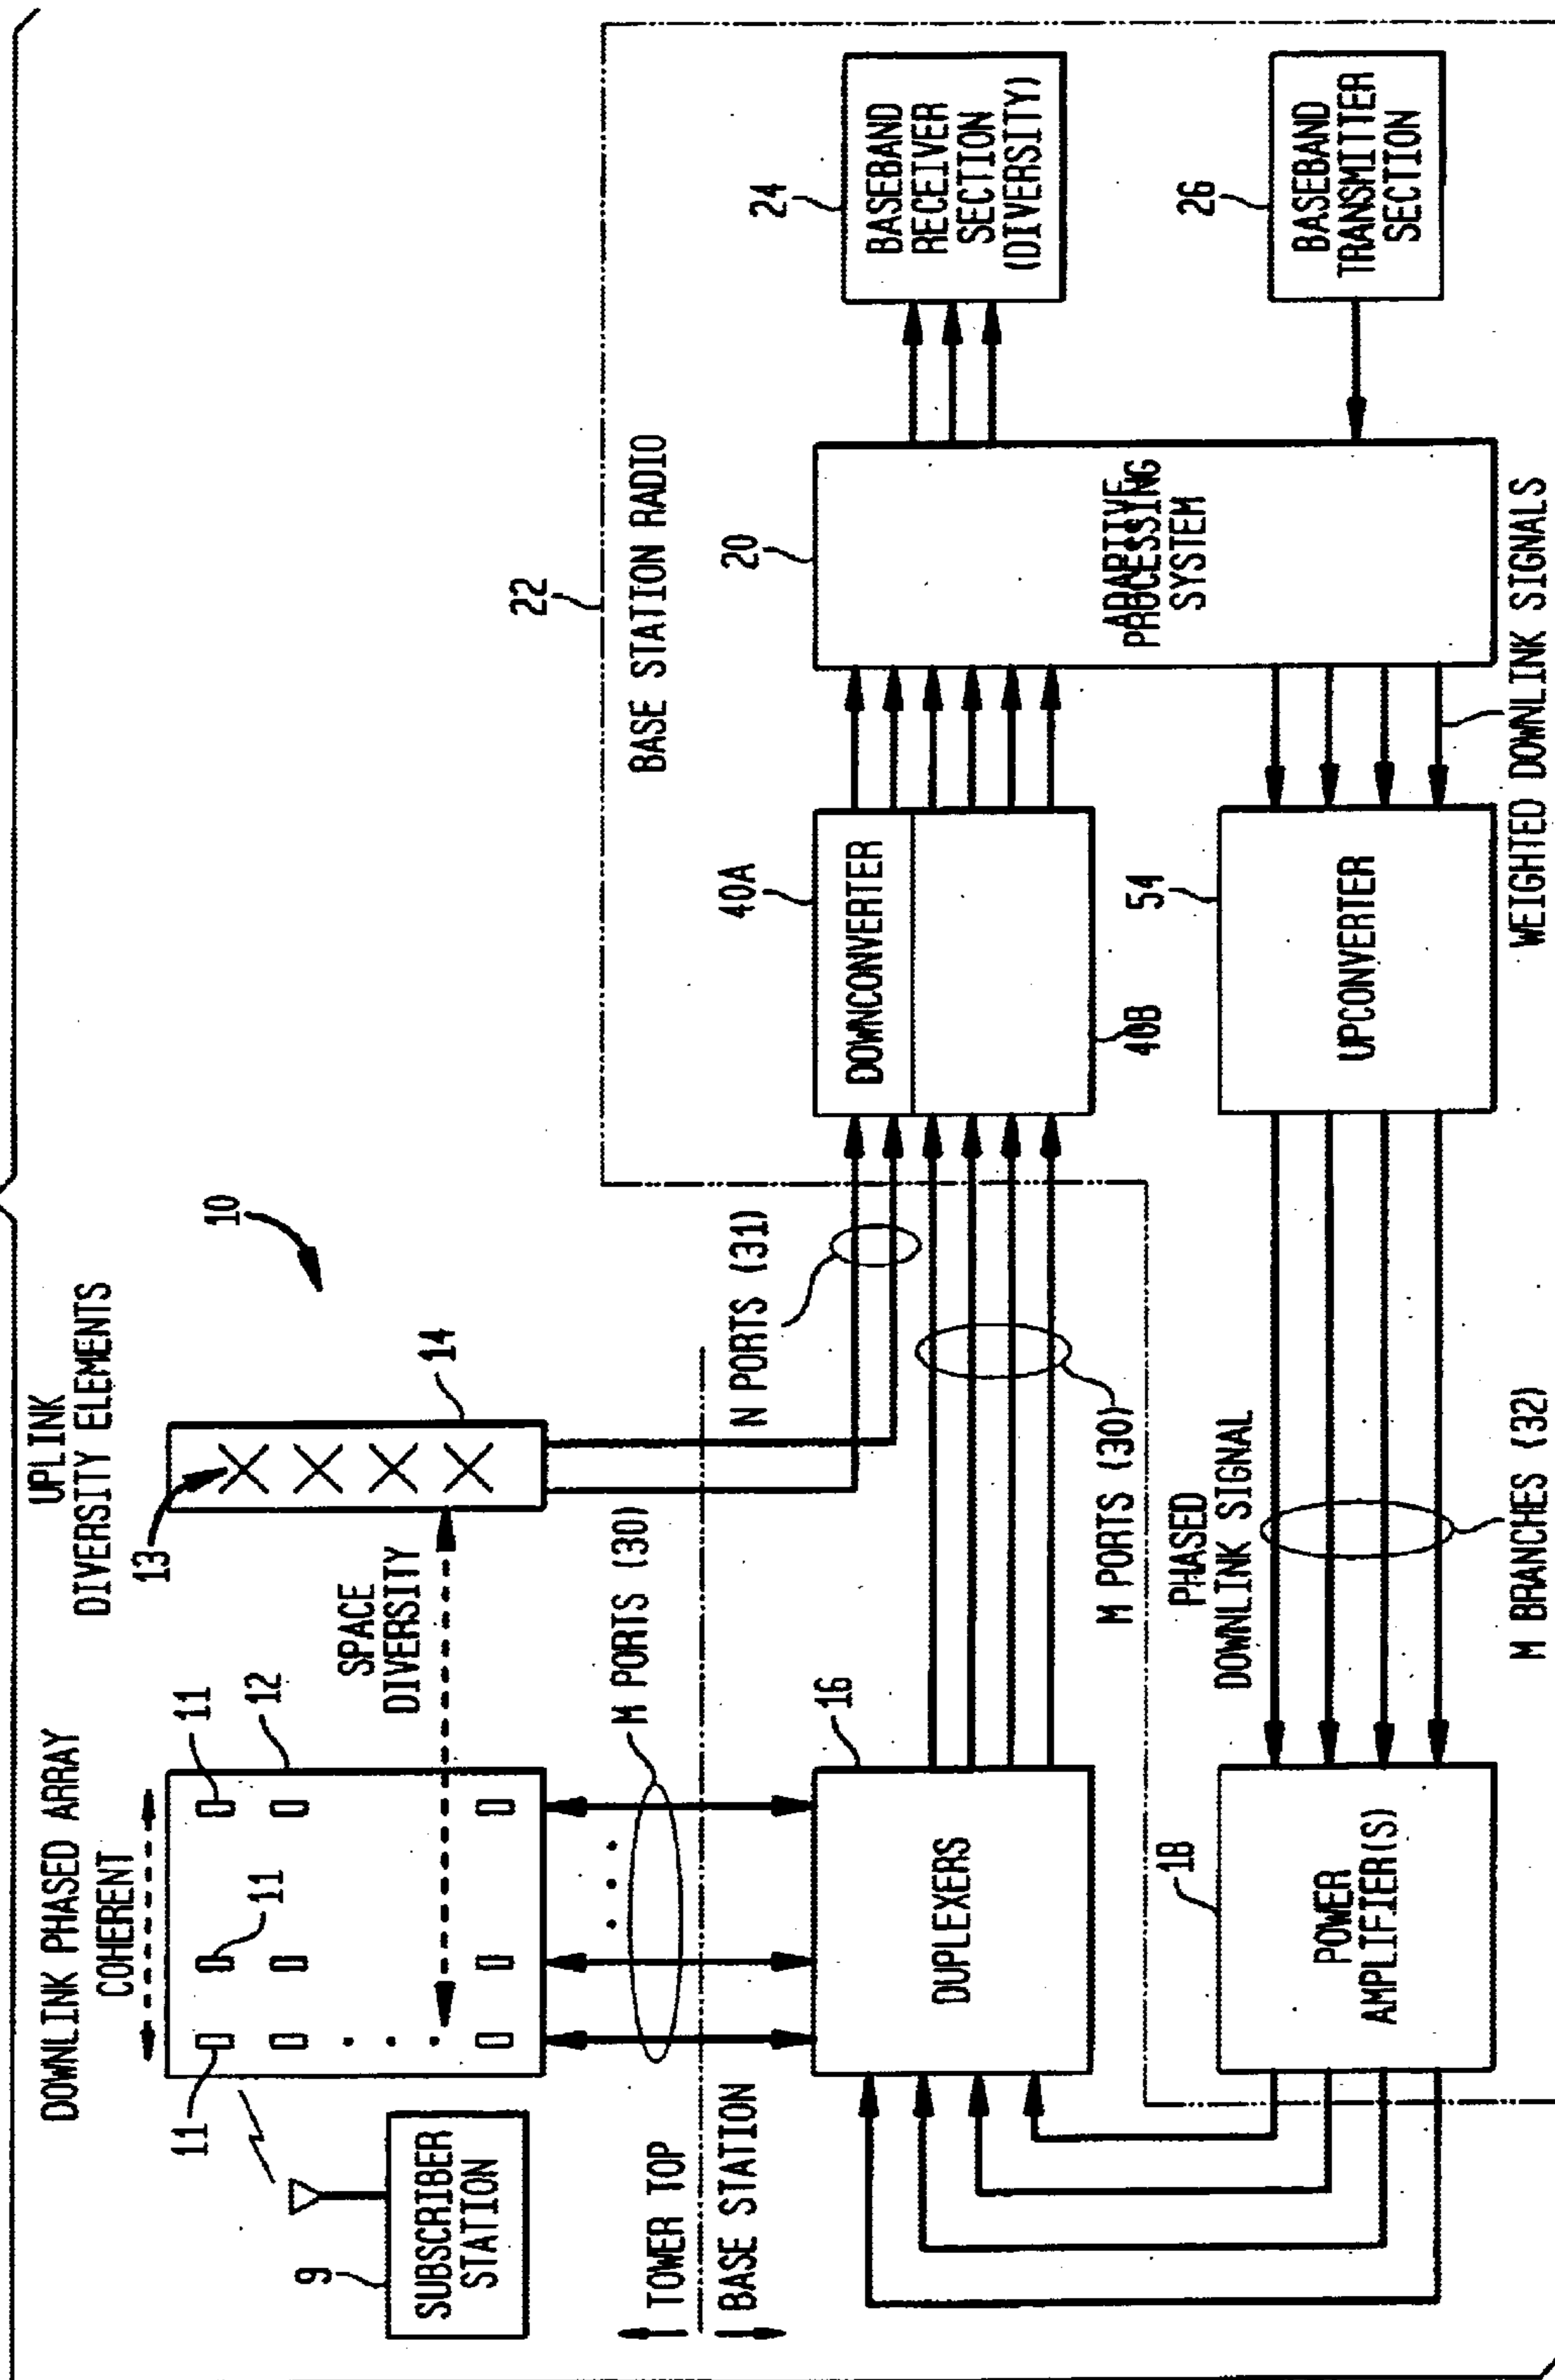 DOWNLINK PHASED ARRAY
COHERENT
11
11
11
12
UPLINK
DIVERSITY ELEMENTS
13
14
10
SPACE
DIVERSITY
9
SUBSCRIBER
STATION
M PORTS (30)
TOWER TOP
BASE STATION
N PORTS (31)
22
BASE STATION RADIO
16
DUPLEXERS
M PORTS (30)
40A
DOWNCONVERTER
40B
20
ADAPTIVE
PROCESSING
SYSTEM
24
BASEBAND
RECEIVER
SECTION
(DIVERSITY)
18
POWER
AMPLIFIER(S)
PHASED
DOWNLINK SIGNAL
M BRANCHES (32)
54
UPCONVERTER
WEIGHTED DOWNLINK SIGNALS
26
BASEBAND
TRANSMITTER
SECTION